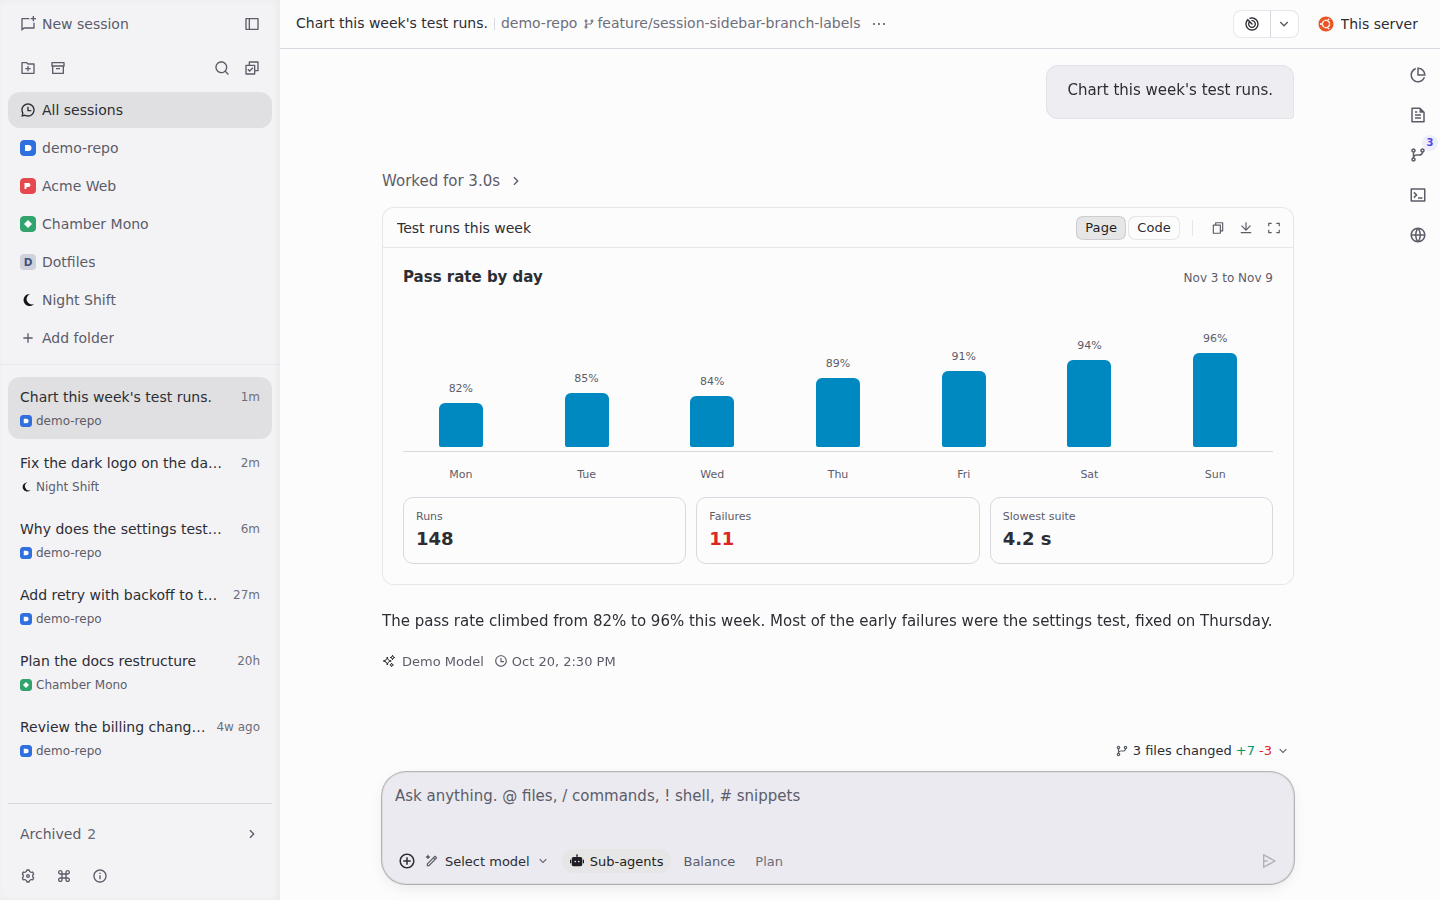 New session
All sessions
demo-repo
Acme Web
Chamber Mono
D Dotfiles
Night Shift
Add folder
Chart this week's test runs. 1m
demo-repo
Fix the dark logo on the da... 2m
Night Shift
Why does the settings test... 6m
demo-repo
Add retry with backoff to t... 27m
demo-repo
Plan the docs restructure 20h
Chamber Mono
Review the billing chang... 4w ago
demo-repo
Archived 2
Chart this week's test runs. demo-repo feature/session-sidebar-branch-labels ...
This server
3
Chart this week's test runs.
Worked for 3.0s
Test runs this week
Page Code
Pass rate by day
Nov 3 to Nov 9
82% 85% 84% 89% 91% 94% 96%
Mon Tue Wed Thu Fri Sat Sun
Runs
148
Failures
11
Slowest suite
4.2 s
The pass rate climbed from 82% to 96% this week. Most of the early failures were the settings test, fixed on Thursday.
Demo Model Oct 20, 2:30 PM
3 files changed +7 -3
Ask anything. @ files, / commands, ! shell, # snippets
Select model Sub-agents Balance Plan